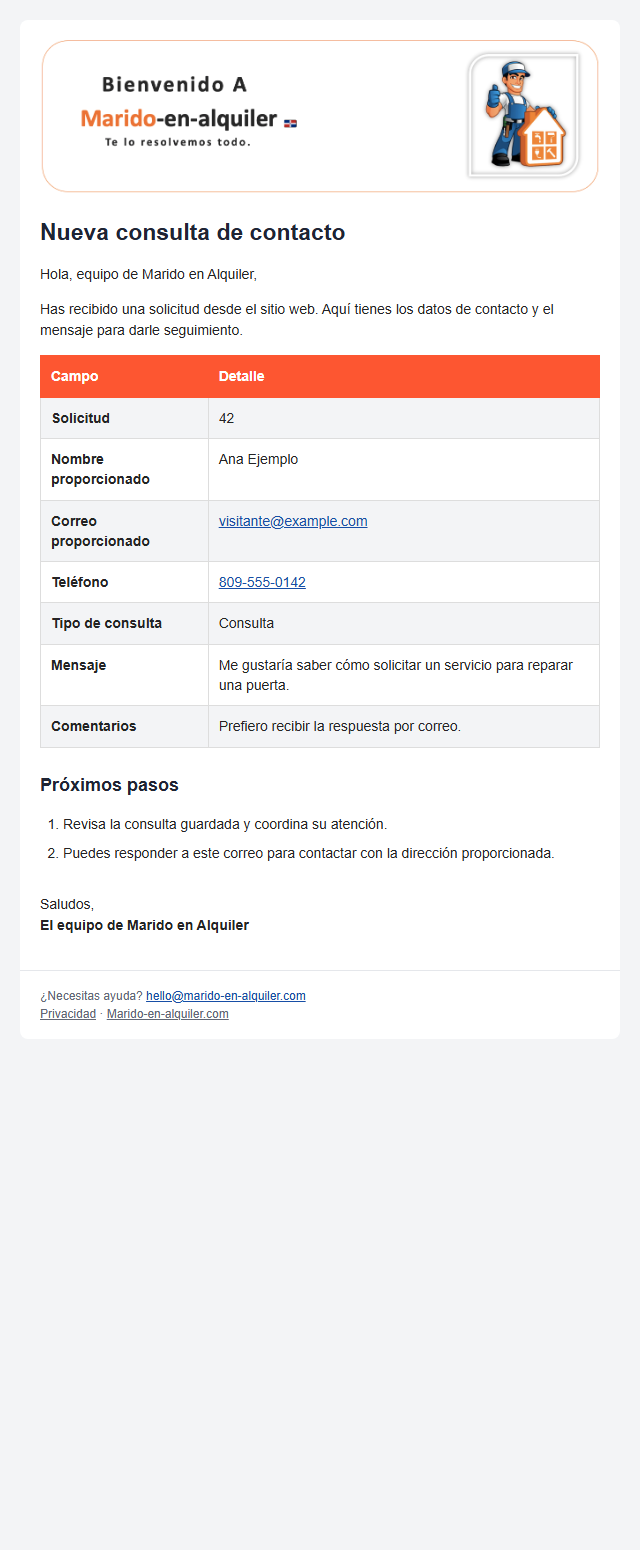 Bienvenido A
Marido-en-alquiler
Te lo resolvemos todo.
Nueva consulta de contacto
Hola, equipo de Marido en Alquiler,
Has recibido una solicitud desde el sitio web. Aquí tienes los datos de contacto y el
mensaje para darle seguimiento.
Campo Detalle
Solicitud 42
Nombre proporcionado Ana Ejemplo
Correo proporcionado visitante@example.com
Teléfono 809-555-0142
Tipo de consulta Consulta
Mensaje Me gustaría saber cómo solicitar un servicio para reparar
una puerta.
Comentarios Prefiero recibir la respuesta por correo.
Próximos pasos
1. Revisa la consulta guardada y coordina su atención.
2. Puedes responder a este correo para contactar con la dirección proporcionada.
Saludos,
El equipo de Marido en Alquiler
¿Necesitas ayuda? hello@marido-en-alquiler.com
Privacidad · Marido-en-alquiler.com